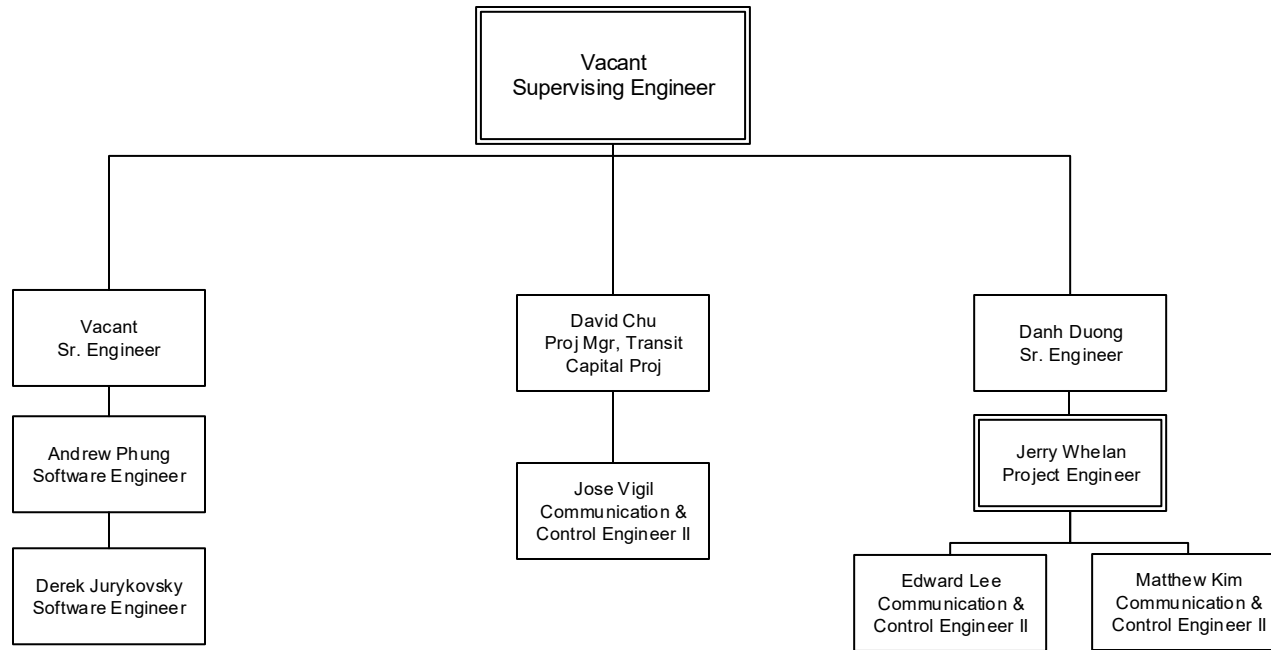 Vacant
Supervising Engineer
Vacant
Sr. Engineer
David Chu
Proj Mgr, Transit
Capital Proj
Danh Duong
Sr. Engineer
Andrew Phung
Software Engineer
Jerry Whelan
Project Engineer
Jose Vigil
Communication &
Control Engineer II
Derek Jurykovsky
Software Engineer
Edward Lee
Communication &
Control Engineer II
Matthew Kim
Communication &
Control Engineer II